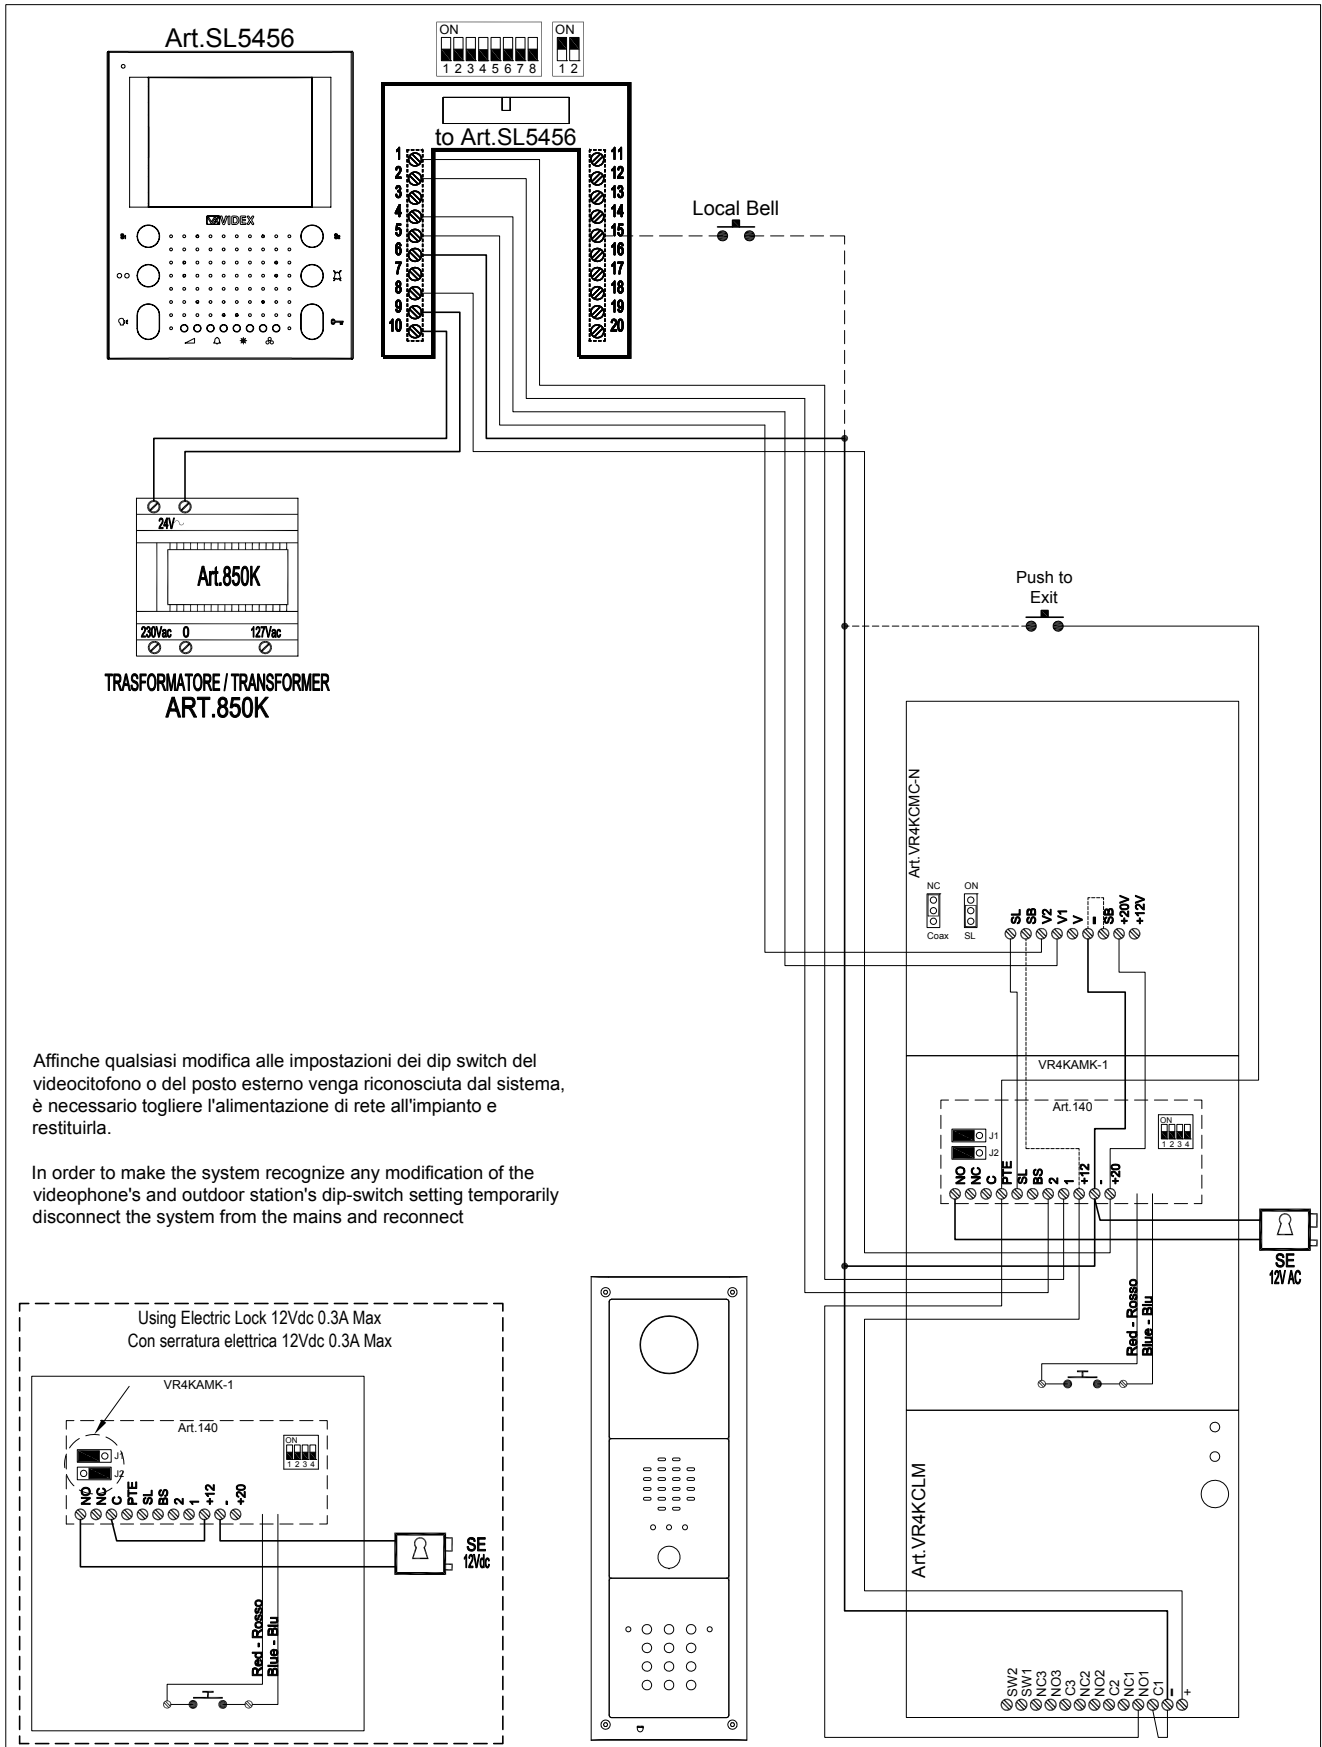 Art.SL5456
ON
1 2 3 4 5 6 7 8
ON
1 2
to Art.SL5456
1
2
3
4
5
6
7
8
9
10
11
12
13
14
15
16
17
18
19
20
VIDEX
Local Bell
24V~
Art.850K
230Vac 0 127Vac
TRASFORMATORE / TRANSFORMER
ART.850K
Push to
Exit
Art.VR4KCMC-N
NC
Coax
ON
SL
SL
SB
V2
V1
V
-
SB
+20V
+12V
VR4KAMK-1
Art.140
J1
J2
ON
1 2 3 4
NO
NC
C
PTE
SL
BS
2
1
+12
-
+20
SE
12V AC
Red - Rosso
Blue - Blu
Affinche qualsiasi modifica alle impostazioni dei dip switch del
videocitofono o del posto esterno venga riconosciuta dal sistema,
è necessario togliere l'alimentazione di rete all'impianto e
restituirla.
In order to make the system recognize any modification of the
videophone's and outdoor station's dip-switch setting temporarily
disconnect the system from the mains and reconnect
Using Electric Lock 12Vdc 0.3A Max
Con serratura elettrica 12Vdc 0.3A Max
VR4KAMK-1
Art.140
J1
J2
ON
1 2 3 4
NO
NC
C
PTE
SL
BS
2
1
+12
-
+20
SE
12Vdc
Red - Rosso
Blue - Blu
Art.VR4KCLM
SW2
SW1
NC3
NO3
C3
NC2
NO2
C2
NC1
NO1
C1
-
+